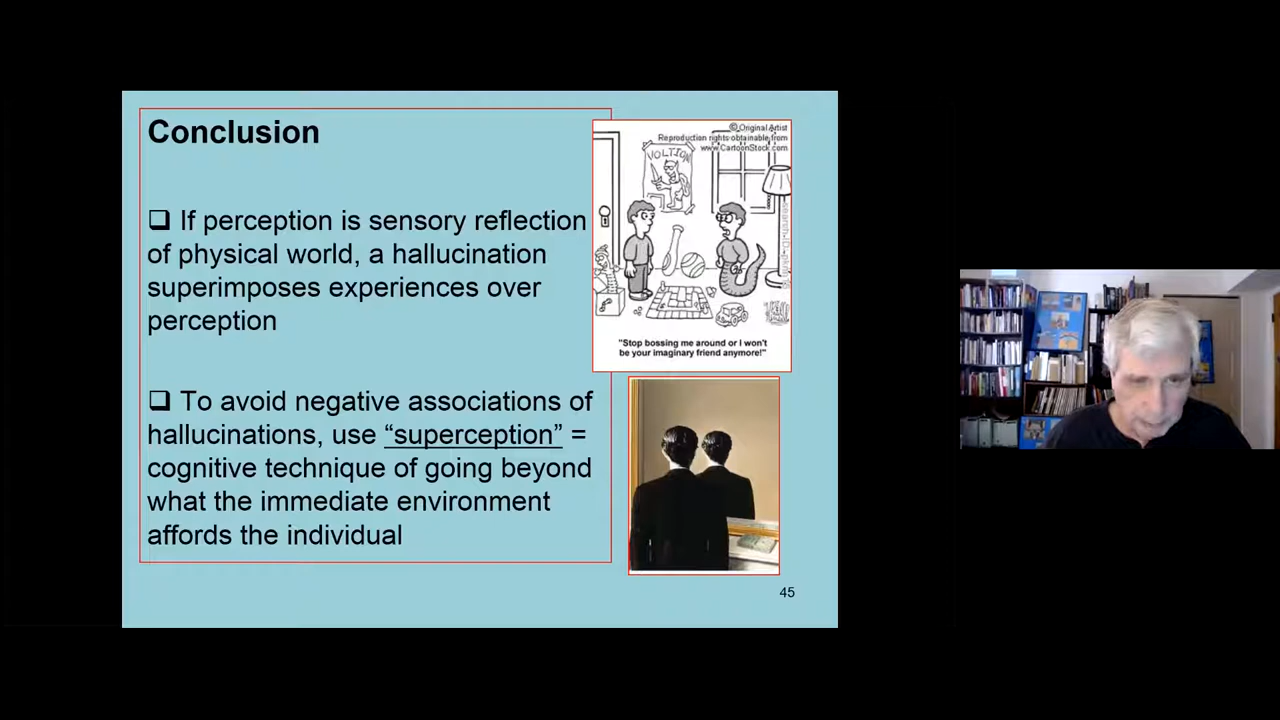 Conclusion
❑ If perception is sensory reflection
of physical world, a hallucination
superimposes experiences over
perception
❑ To avoid negative associations of
hallucinations, use “superception” =
cognitive technique of going beyond
what the immediate environment
affords the individual
© Original Artist
Reproduction rights obtainable from
www.CartoonStock.com
VOLTION
"Stop bossing me around or I won't
be your imaginary friend anymore!"
45